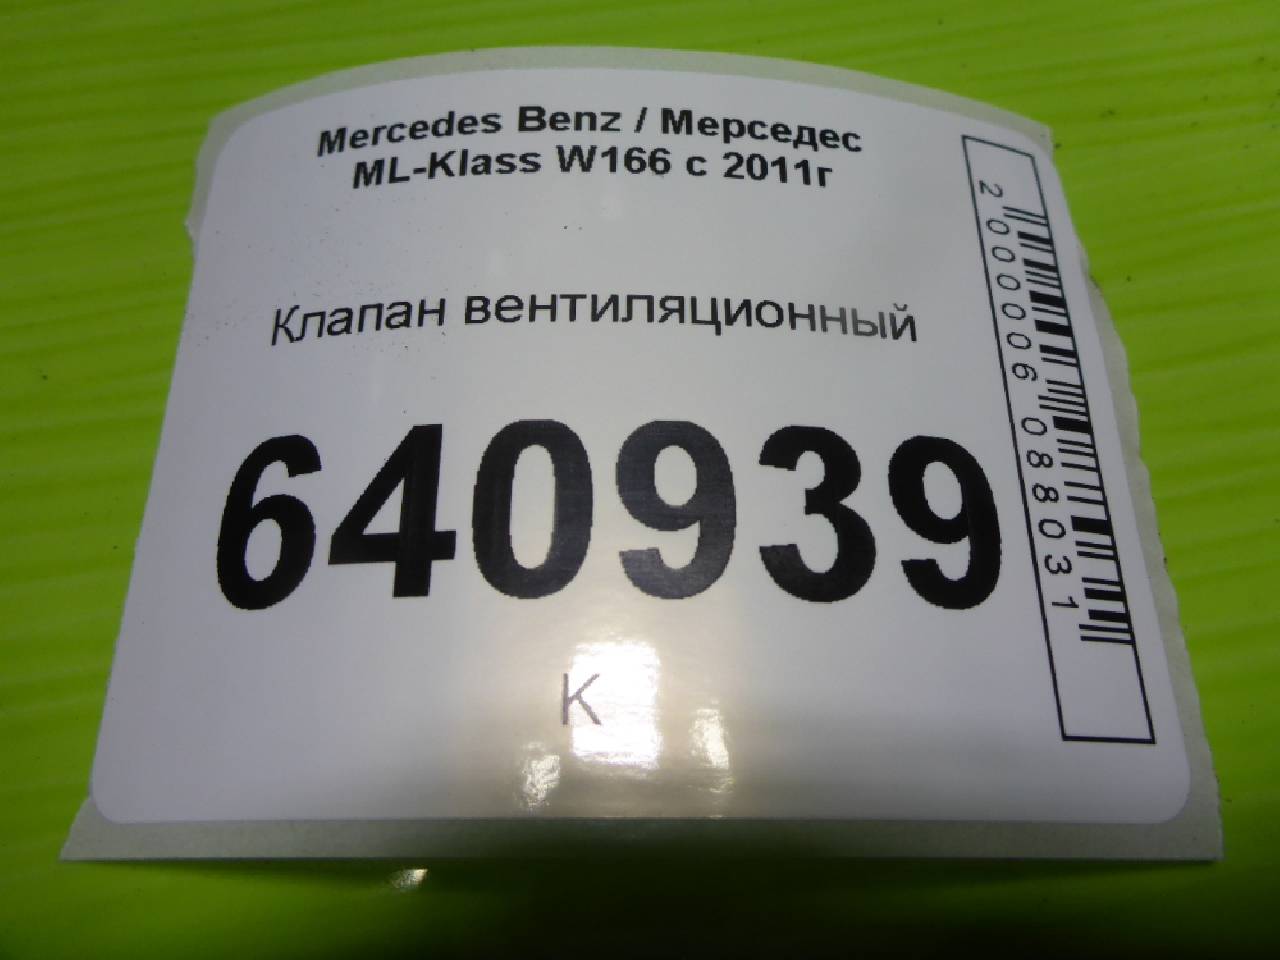 Mercedes Benz / Мерседес
ML-Klass W166 с 2011г
Клапан вентиляционный
640939
К
2000006088031